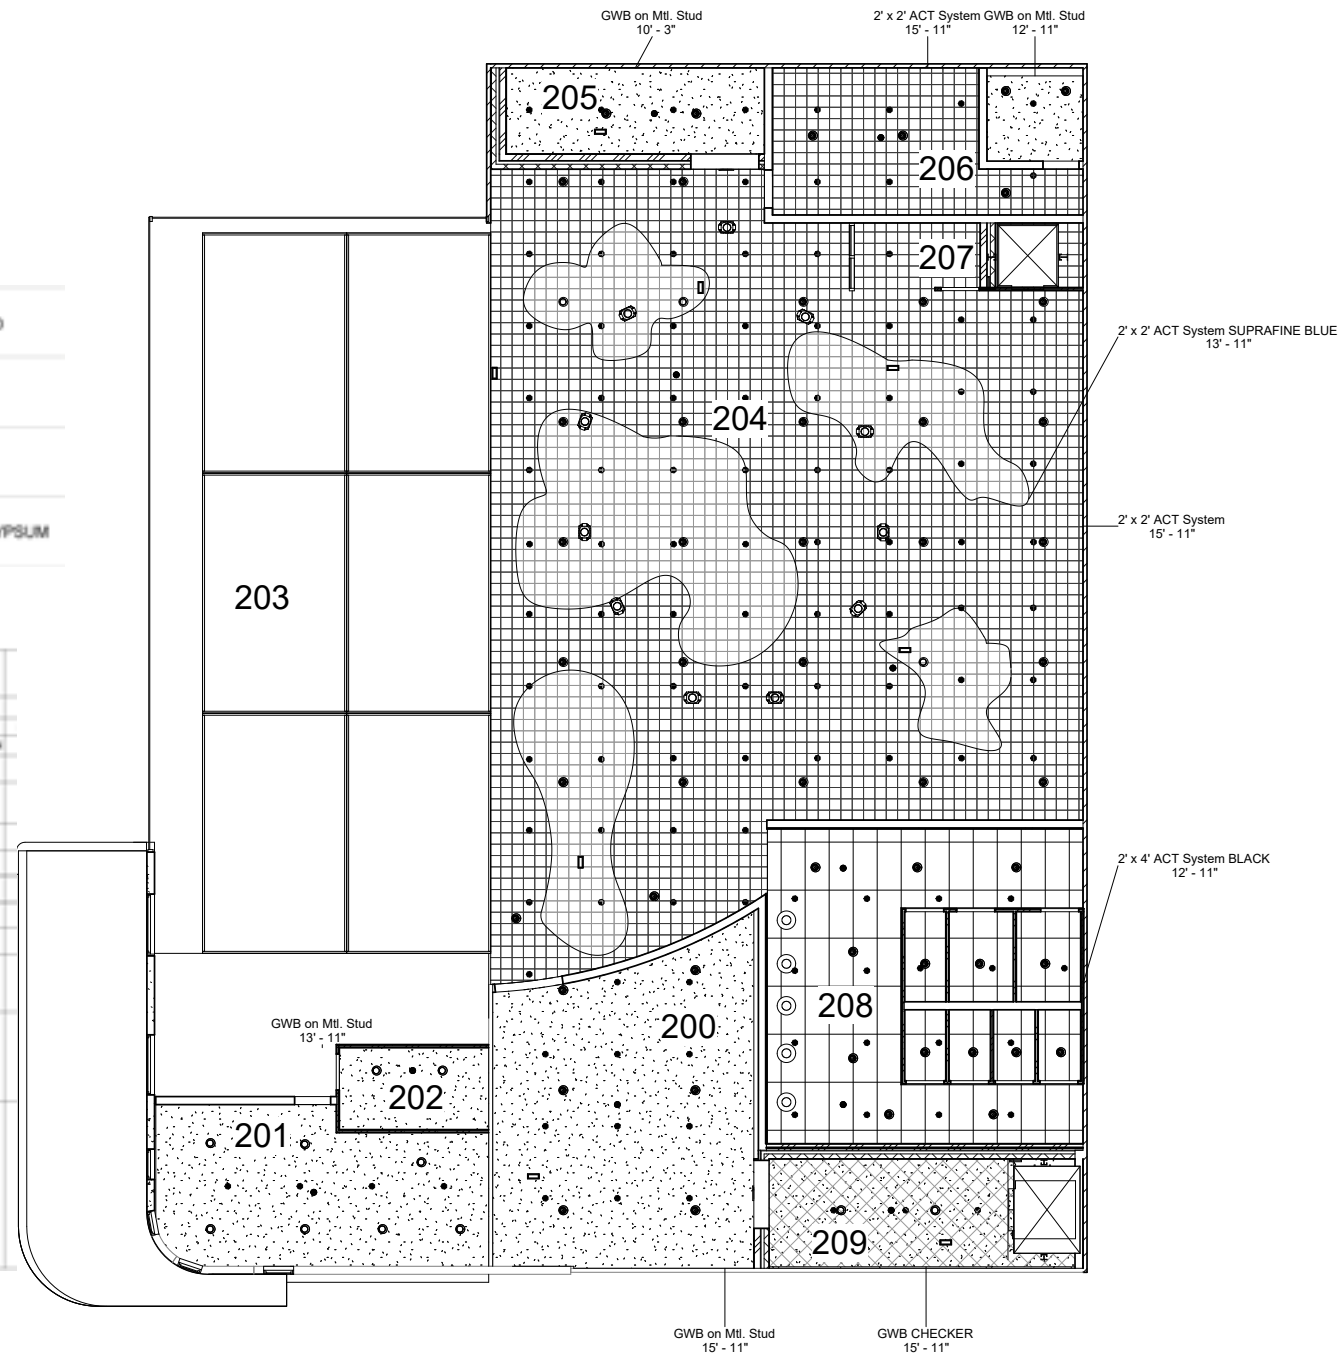 GWB on Mtl. Stud
10' - 3"
2' x 2' ACT System
15' - 11"
GWB on Mtl. Stud
12' - 11"
205
206
207
2' x 2' ACT System SUPRAFINE BLUE
13' - 11"
204
2' x 2' ACT System
15' - 11"
YPSUM
203
2' x 4' ACT System BLACK
12' - 11"
208
200
GWB on Mtl. Stud
13' - 11"
202
201
209
GWB on Mtl. Stud
15' - 11"
GWB CHECKER
15' - 11"